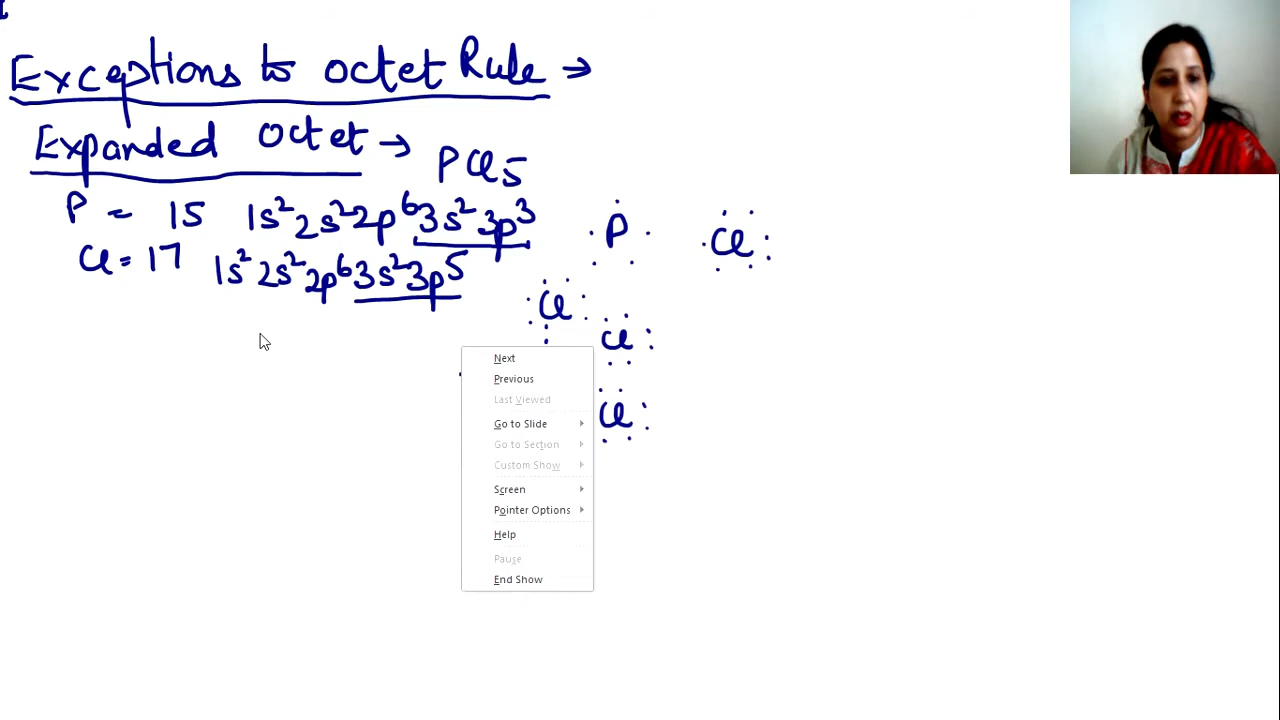 Exceptions to octet Rule →
Expanded octet → PCl5
P = 15 1s² 2s² 2p⁶ 3s² 3p³ P Cl
Cl = 17 1s² 2s² 2p⁶ 3s² 3p⁵
Cl
Cl
Cl
Next
Previous
Last Viewed
Go to Slide
Go to Section
Custom Show
Screen
Pointer Options
Help
Pause
End Show